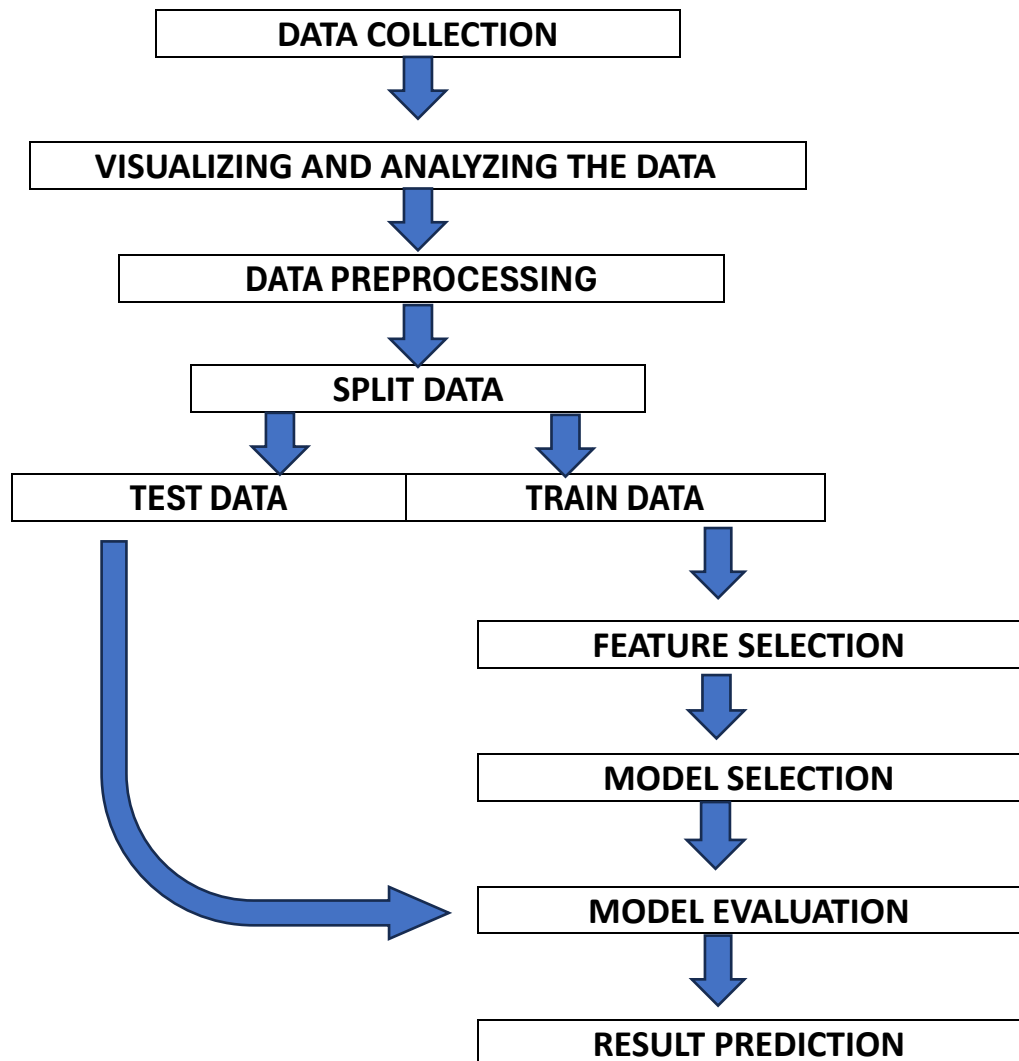 DATA COLLECTION
VISUALIZING AND ANALYZING THE DATA
DATA PREPROCESSING
SPLIT DATA
TEST DATA
TRAIN DATA
FEATURE SELECTION
MODEL SELECTION
MODEL EVALUATION
RESULT PREDICTION